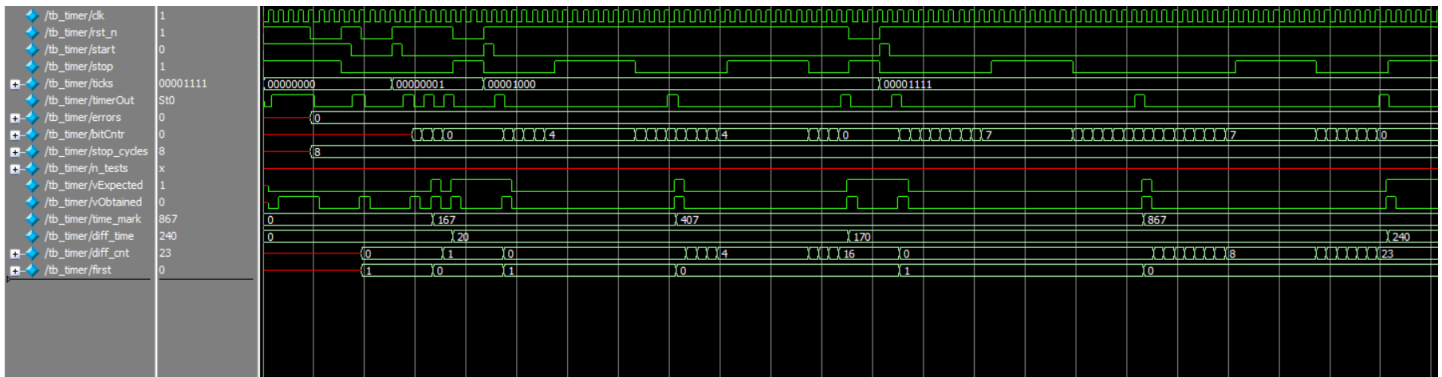 /tb_timer/clk 1
/tb_timer/rst_n 1
/tb_timer/start 0
/tb_timer/stop 1
/tb_timer/ticks 00001111 00000000 00000001 00001000 00001111
/tb_timer/timerOut St0
/tb_timer/errors 0 0
/tb_timer/bitCntr 0 0 4 4 0 7 7 0
/tb_timer/stop_cycles 8 8
/tb_timer/n_tests x
/tb_timer/vExpected 1
/tb_timer/vObtained 0
/tb_timer/time_mark 867 0 167 407 867
/tb_timer/diff_time 240 0 20 170 240
/tb_timer/diff_cnt 23 0 1 0 4 16 0 8 23
/tb_timer/first 0 1 0 1 0 1 0